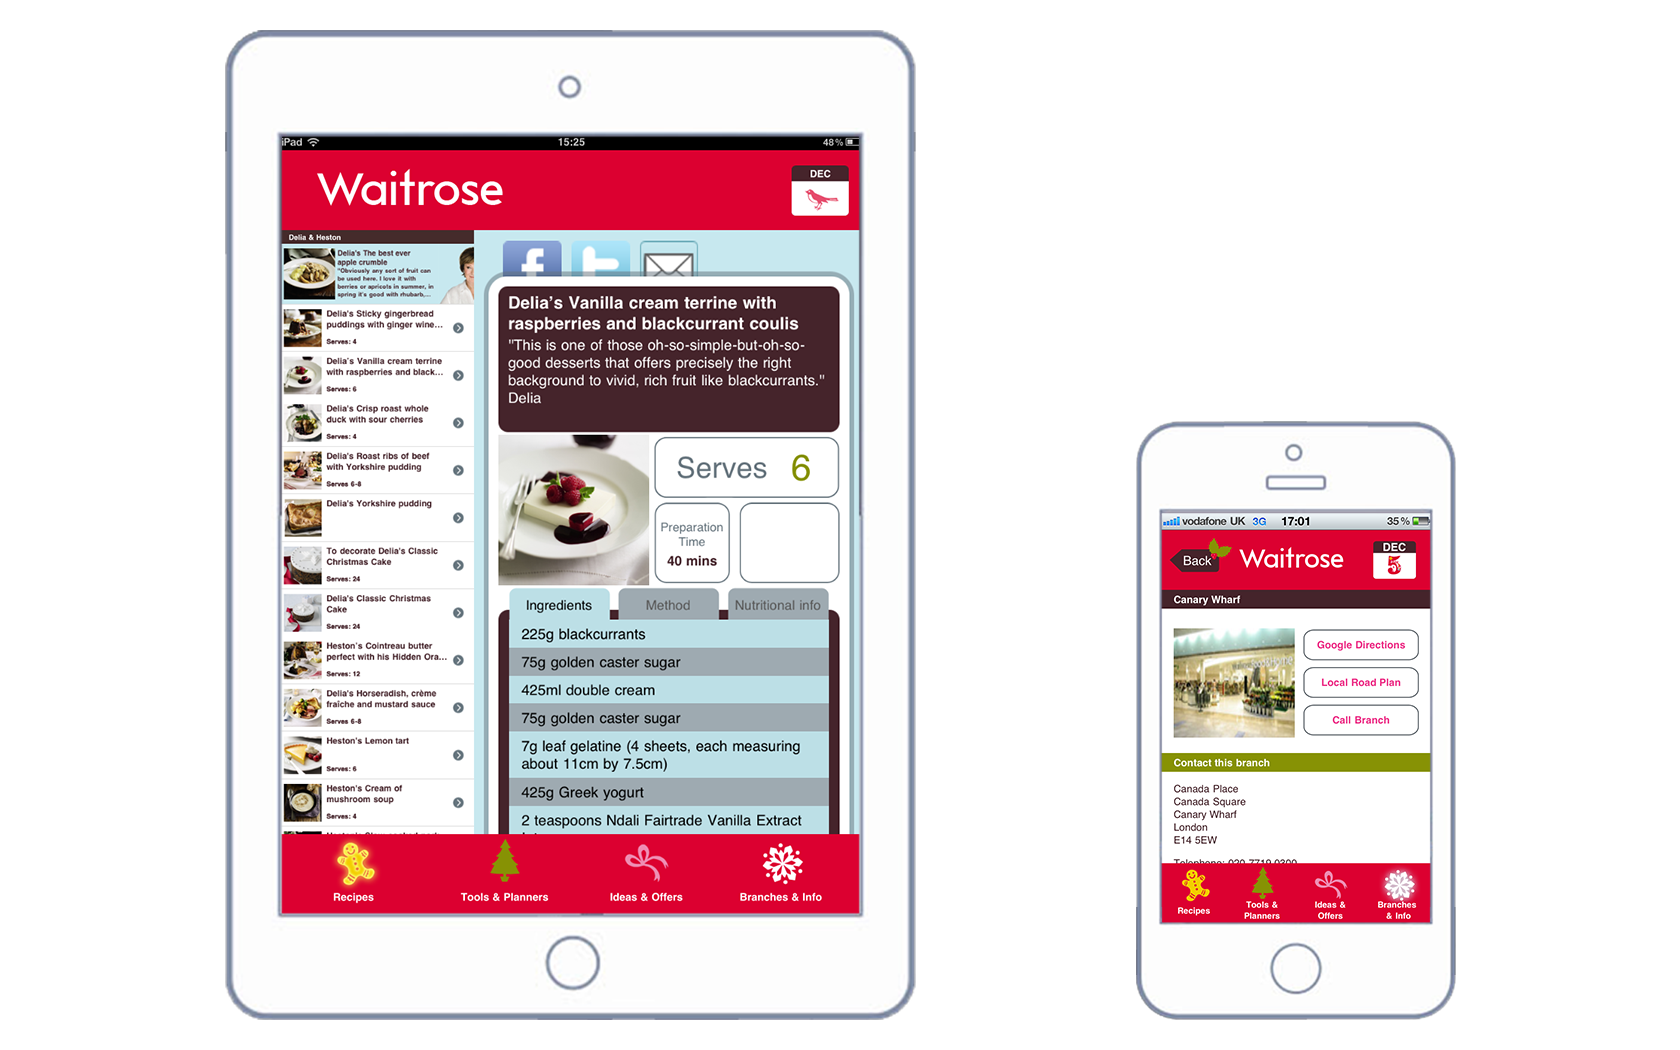 iPad 15:25 48%
Waitrose
DEC
Delia & Heston
Delia's The best ever
apple crumble
"Obviously any sort of fruit can
be used here. I love it with
berries or apricots in summer, in
spring it's good with rhubarb,...
Delia's Sticky gingerbread
puddings with ginger wine...
Serves: 4
Delia's Vanilla cream terrine
with raspberries and black...
Serves: 6
Delia's Crisp roast whole
duck with sour cherries
Serves: 4
Delia's Roast ribs of beef
with Yorkshire pudding
Serves 6-8
Delia's Yorkshire pudding
To decorate Delia's Classic
Christmas Cake
Serves: 24
Delia's Classic Christmas
Cake
Serves: 24
Heston's Cointreau butter
perfect with his Hidden Ora...
Serves: 12
Delia's Horseradish, crème
fraîche and mustard sauce
Serves 6-8
Heston's Lemon tart
Serves: 6
Heston's Cream of
mushroom soup
Serves: 4
f
Delia's Vanilla cream terrine with
raspberries and blackcurrant coulis
"This is one of those oh-so-simple-but-oh-so-
good desserts that offers precisely the right
background to vivid, rich fruit like blackcurrants."
Delia
Serves 6
Preparation
Time
40 mins
Ingredients Method Nutritional info
225g blackcurrants
75g golden caster sugar
425ml double cream
75g golden caster sugar
7g leaf gelatine (4 sheets, each measuring
about 11cm by 7.5cm)
425g Greek yogurt
2 teaspoons Ndali Fairtrade Vanilla Extract
Recipes Tools & Planners Ideas & Offers Branches & Info
vodafone UK 3G 17:01 35%
Back Waitrose
DEC
5
Canary Wharf
Google Directions
Local Road Plan
Call Branch
Contact this branch
Canada Place
Canada Square
Canary Wharf
London
E14 5EW
Telephone: 020 7719 0300
Recipes
Tools &
Planners
Ideas &
Offers
Branches
& Info